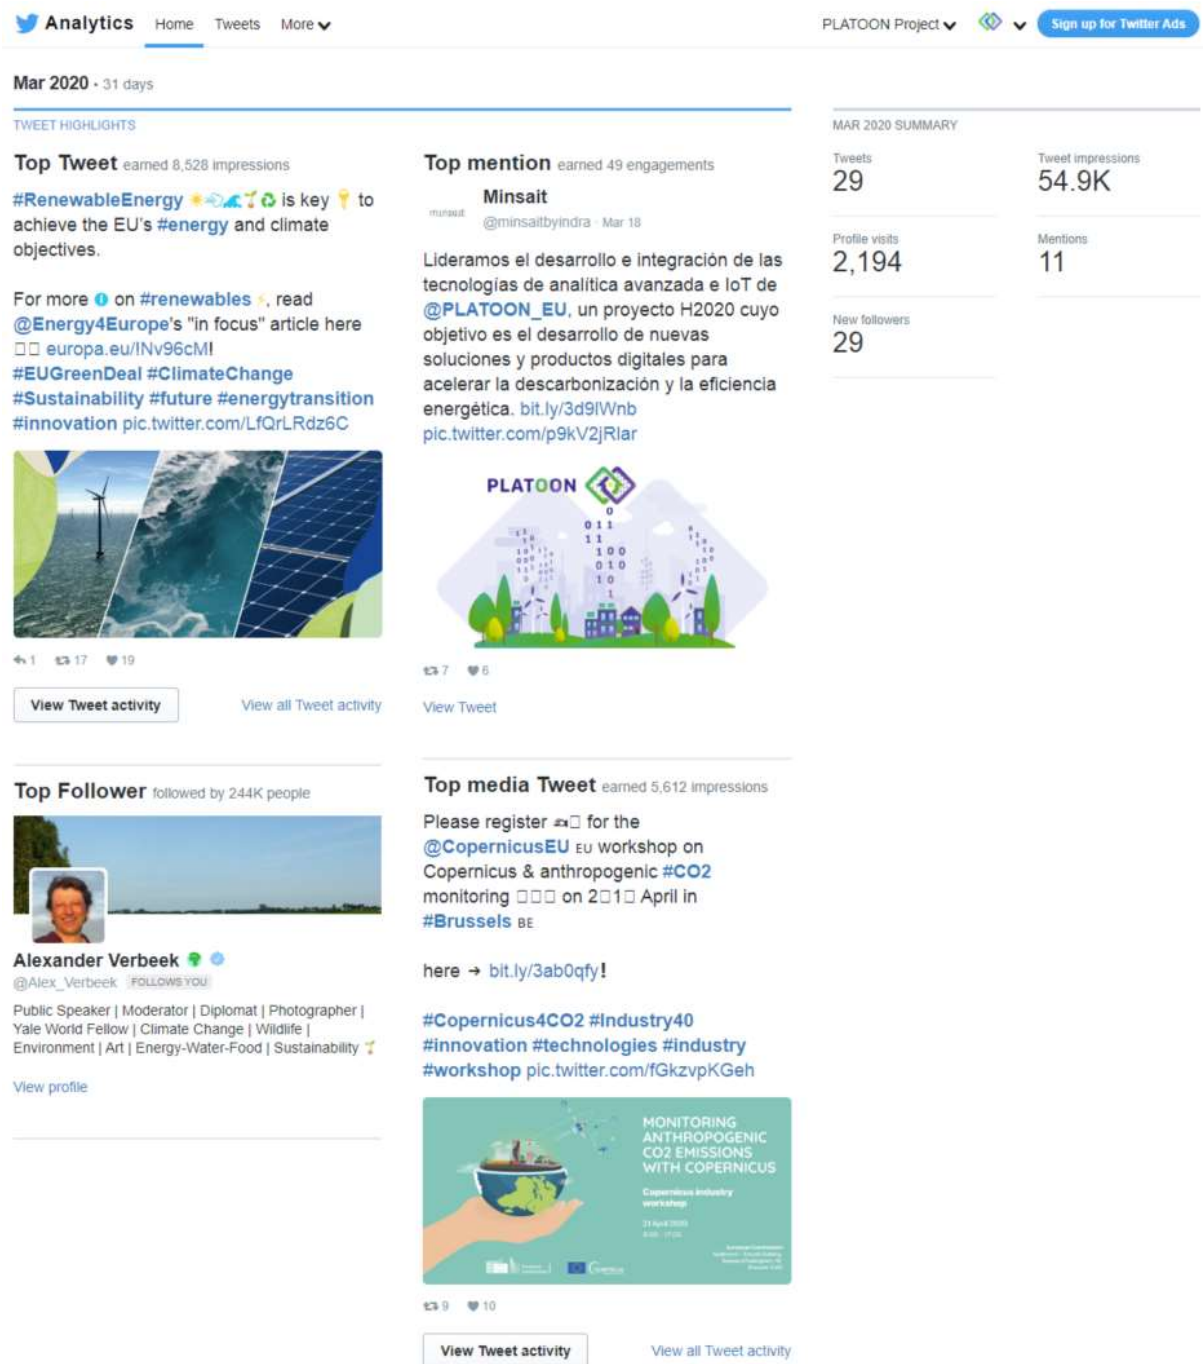 Analytics Home Tweets More
PLATOON Project
Sign up for Twitter Ads
Mar 2020 · 31 days
TWEET HIGHLIGHTS
Top Tweet earned 8,528 impressions
#RenewableEnergy ☀️💨🌊🌱♻️ is key 🔑 to
achieve the EU's #energy and climate
objectives.
For more ℹ️ on #renewables ⚡, read
@Energy4Europe's "in focus" article here
□□ europa.eu/!Nv96cM!
#EUGreenDeal #ClimateChange
#Sustainability #future #energytransition
#innovation pic.twitter.com/LfQrLRdz6C
1 17 19
View Tweet activity
View all Tweet activity
Top mention earned 49 engagements
minsait
Minsait
@minsaitbyindra · Mar 18
Lideramos el desarrollo e integración de las
tecnologías de analítica avanzada e IoT de
@PLATOON_EU, un proyecto H2020 cuyo
objetivo es el desarrollo de nuevas
soluciones y productos digitales para
acelerar la descarbonización y la eficiencia
energética. bit.ly/3d9lWnb
pic.twitter.com/p9kV2jRlar
PLATOON
7 6
View Tweet
Top Follower followed by 244K people
Alexander Verbeek
@Alex_Verbeek FOLLOWS YOU
Public Speaker | Moderator | Diplomat | Photographer |
Yale World Fellow | Climate Change | Wildlife |
Environment | Art | Energy-Water-Food | Sustainability 🌱
View profile
Top media Tweet earned 5,612 impressions
Please register ✍□ for the
@CopernicusEU EU workshop on
Copernicus & anthropogenic #CO2
monitoring □□□ on 2□1□ April in
#Brussels BE
here → bit.ly/3ab0qfy!
#Copernicus4CO2 #Industry40
#innovation #technologies #industry
#workshop pic.twitter.com/fGkzvpKGeh
MONITORING
ANTHROPOGENIC
CO2 EMISSIONS
WITH COPERNICUS
Copernicus industry
workshop
21 April 2020
9 10
View Tweet activity
View all Tweet activity
MAR 2020 SUMMARY
Tweets
29
Tweet impressions
54.9K
Profile visits
2,194
Mentions
11
New followers
29